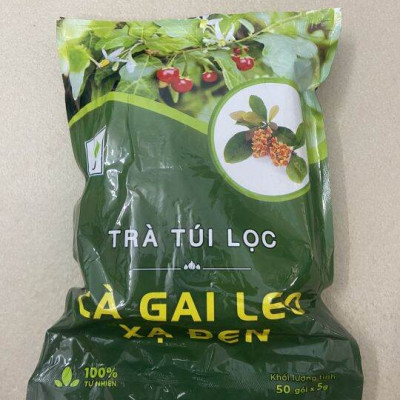 TRÀ TÚI LỌC
CÀ GAI LEO
XẠ ĐEN
100%
TỰ NHIÊN
Khối lượng tịnh
50 gói x 5g